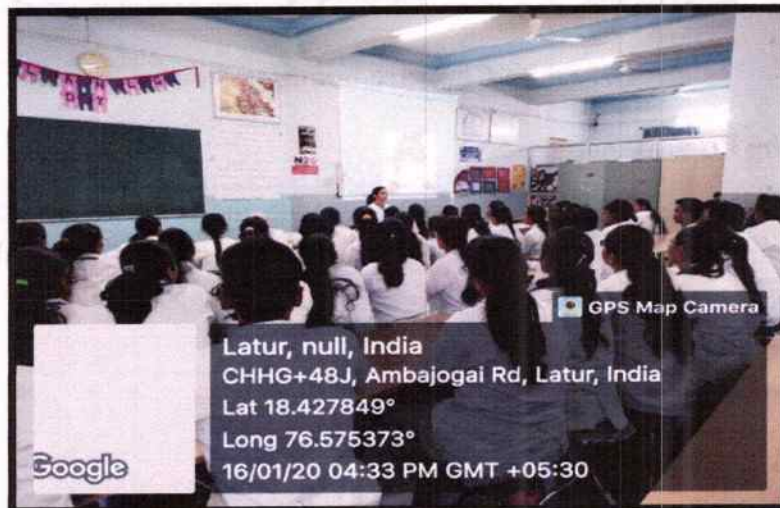 GPS Map Camera
Latur, null, India
CHHG+48J, Ambajogai Rd, Latur, India
Lat 18.427849°
Long 76.575373°
16/01/20 04:33 PM GMT +05:30
Google